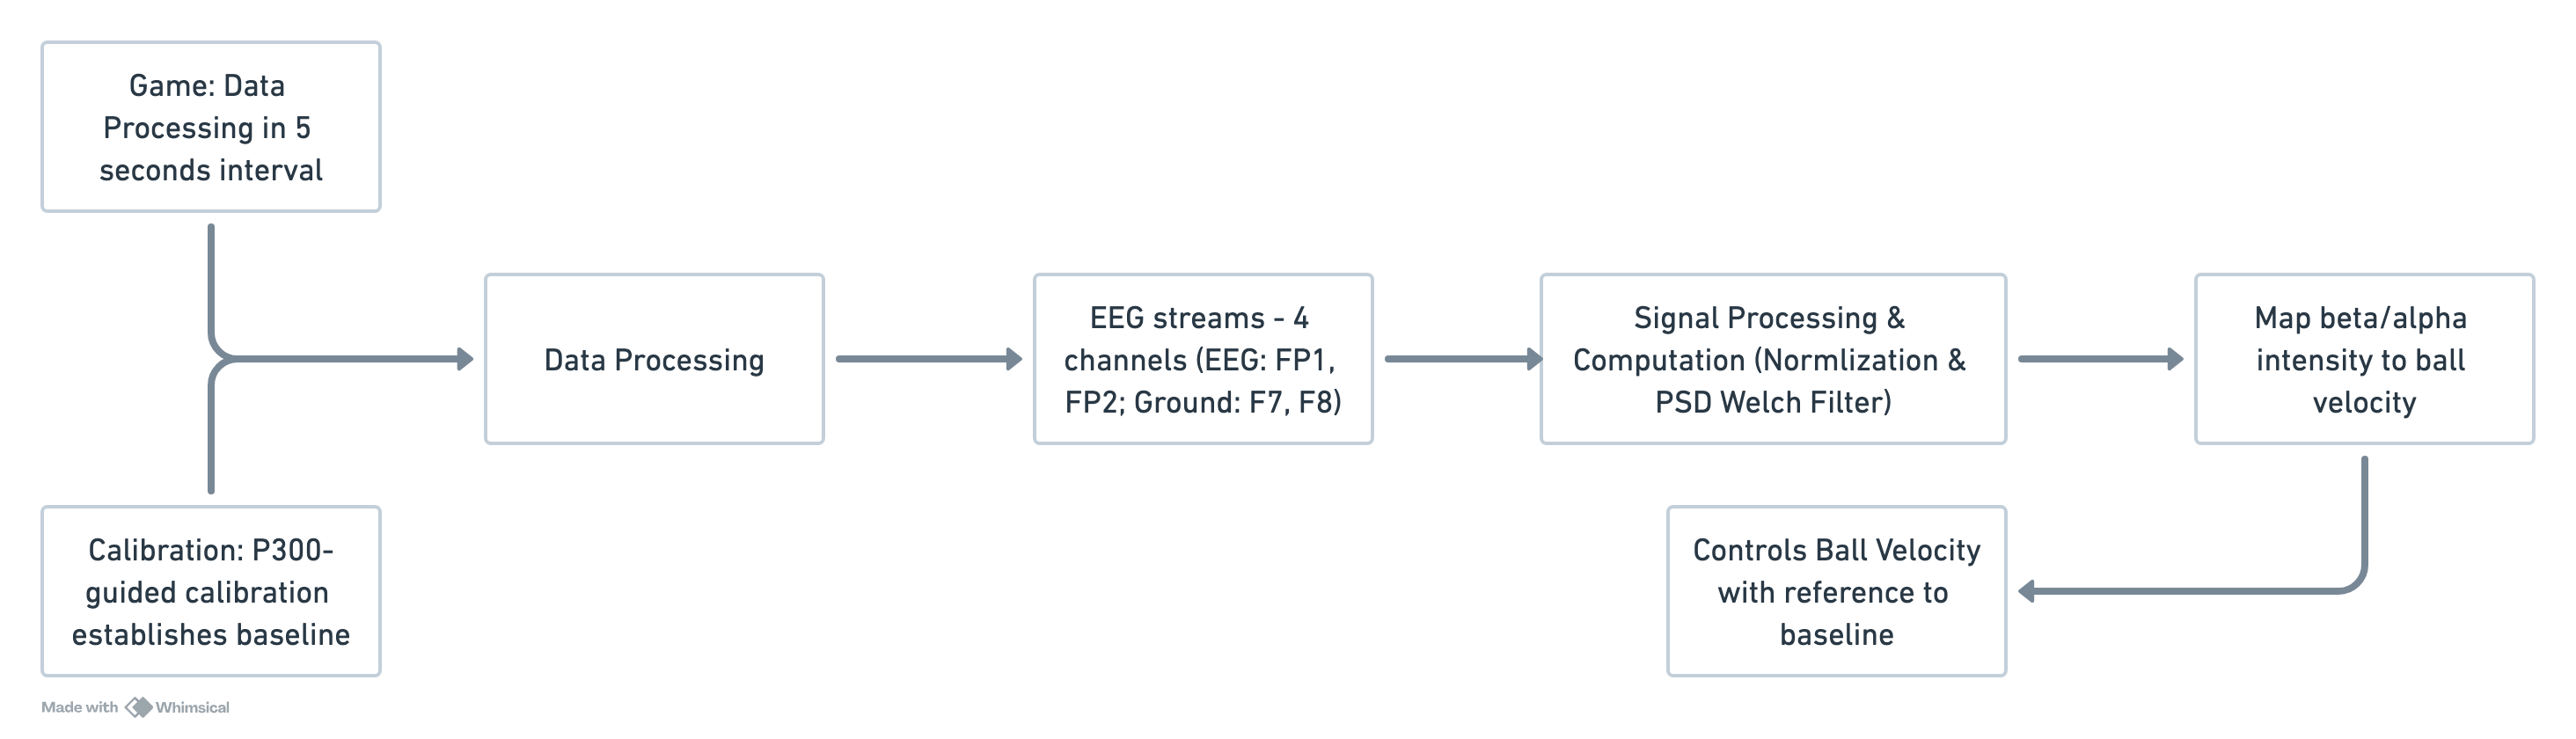 Game: Data
Processing in 5
seconds interval
Calibration: P300-
guided calibration
establishes baseline
Data Processing
EEG streams - 4
channels (EEG: FP1,
FP2; Ground: F7, F8)
Signal Processing &
Computation (Normlization &
PSD Welch Filter)
Map beta/alpha
intensity to ball
velocity
Controls Ball Velocity
with reference to
baseline
Made with Whimsical